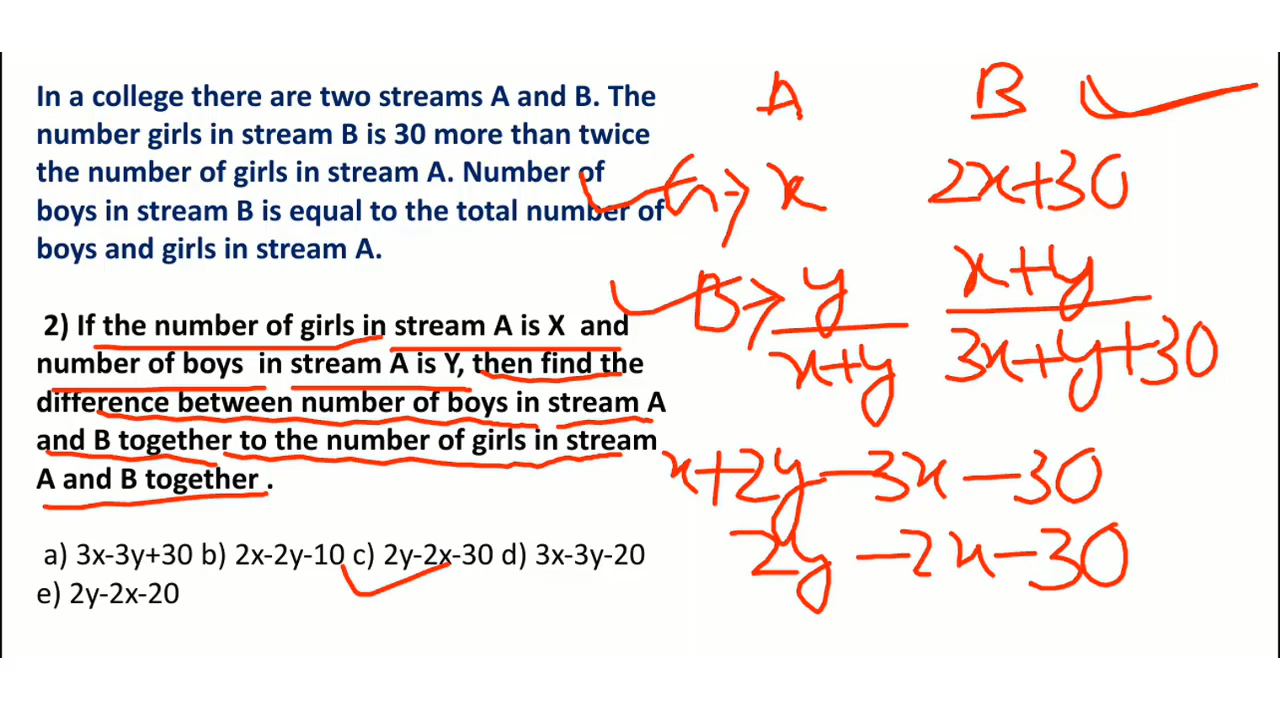 In a college there are two streams A and B. The
number girls in stream B is 30 more than twice
the number of girls in stream A. Number of
boys in stream B is equal to the total number of
boys and girls in stream A.
2) If the number of girls in stream A is X and
number of boys in stream A is Y, then find the
difference between number of boys in stream A
and B together to the number of girls in stream
A and B together .
a) 3x-3y+30 b) 2x-2y-10 c) 2y-2x-30 d) 3x-3y-20
e) 2y-2x-20
A B
G → x 2x+30
B → y x+y
x+y 3x+y+30
x+2y-3x-30
2y-2x-30